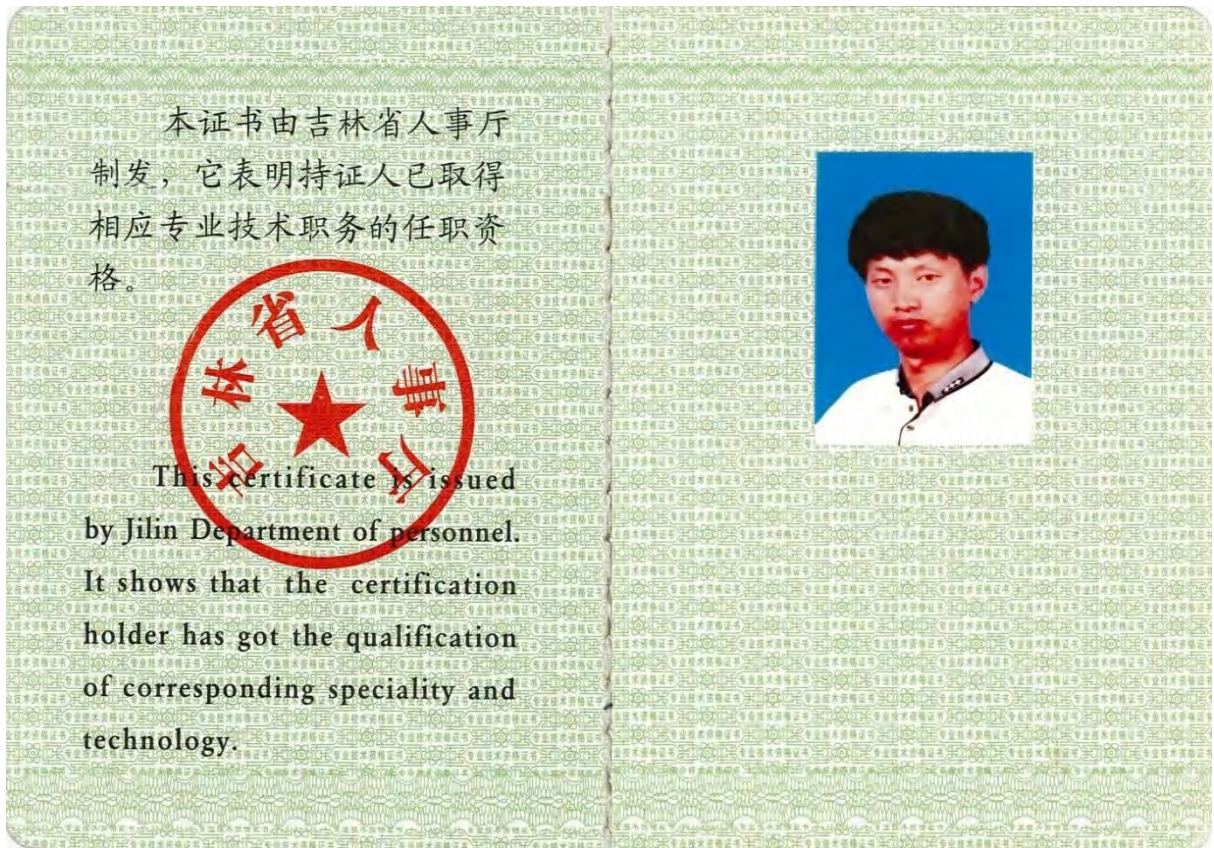 本证书由吉林省人事厅
制发，它表明持证人已取得
相应专业技术职务的任职资
格。
吉林省人事厅
This certificate is issued
by Jilin Department of personnel.
It shows that the certification
holder has got the qualification
of corresponding speciality and
technology.